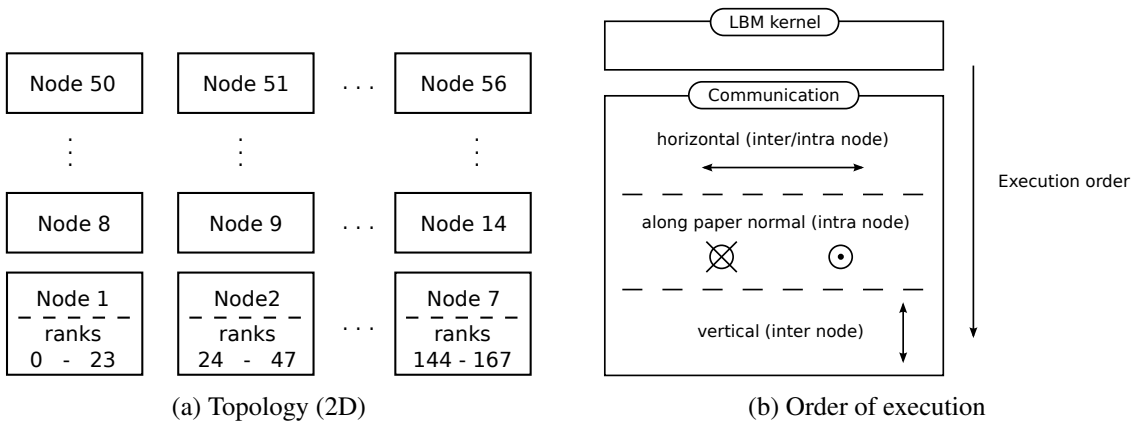 Node 50 Node 51 . . . Node 56
Node 8 Node 9 . . . Node 14
Node 1 Node2 . . . Node 7
ranks ranks ranks
0 - 23 24 - 47 144 - 167
(a) Topology (2D)
LBM kernel
Communication
horizontal (inter/intra node)
along paper normal (intra node)
vertical (inter node)
Execution order
(b) Order of execution